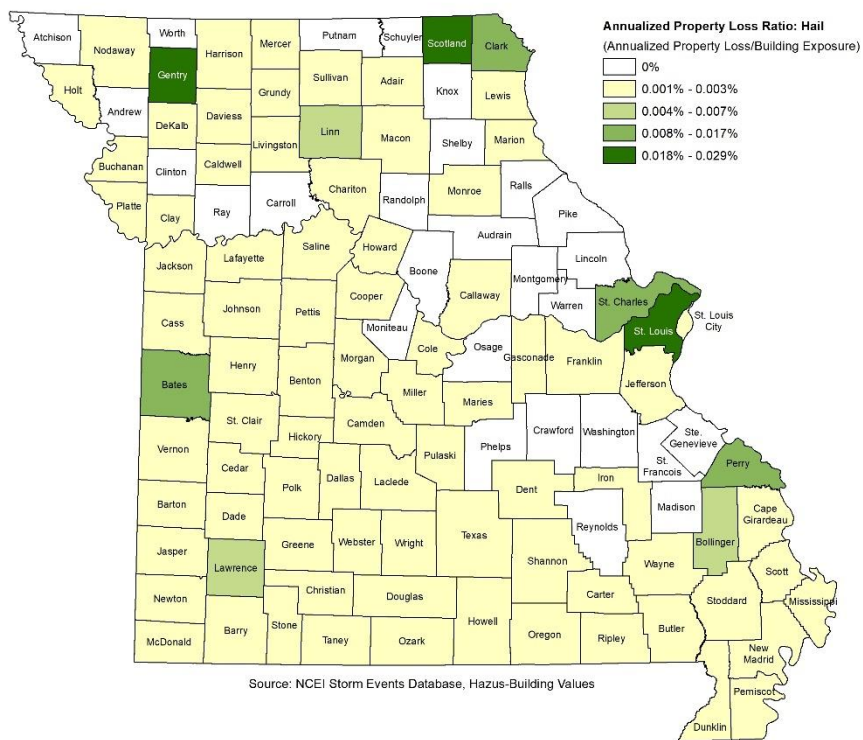 Annualized Property Loss Ratio: Hail
(Annualized Property Loss/Building Exposure)
0%
0.001% - 0.003%
0.004% - 0.007%
0.008% - 0.017%
0.018% - 0.029%
Atchison
Nodaway
Worth
Harrison
Mercer
Putnam
Schuyler
Scotland
Clark
Holt
Gentry
Sullivan
Adair
Knox
Lewis
Andrew
DeKalb
Daviess
Grundy
Linn
Macon
Shelby
Marion
Buchanan
Clinton
Caldwell
Livingston
Chariton
Randolph
Monroe
Ralls
Pike
Platte
Clay
Ray
Carroll
Saline
Howard
Boone
Audrain
Montgomery
Lincoln
Warren
St. Charles
St. Louis
St. Louis
City
Jackson
Lafayette
Cooper
Callaway
Cass
Johnson
Pettis
Moniteau
Cole
Osage
Gasconade
Franklin
Jefferson
Bates
Henry
Benton
Morgan
Miller
Maries
St. Clair
Hickory
Camden
Pulaski
Phelps
Crawford
Washington
St.
Francois
Ste.
Genevieve
Perry
Vernon
Cedar
Polk
Dallas
Laclede
Dent
Iron
Madison
Bollinger
Cape
Girardeau
Barton
Dade
Greene
Webster
Wright
Texas
Shannon
Reynolds
Wayne
Scott
Mississippi
Stoddard
Jasper
Lawrence
Christian
Douglas
Carter
Butler
Newton
McDonald
Barry
Stone
Taney
Ozark
Howell
Oregon
Ripley
New
Madrid
Pemiscot
Dunklin
Source: NCEI Storm Events Database, Hazus-Building Values